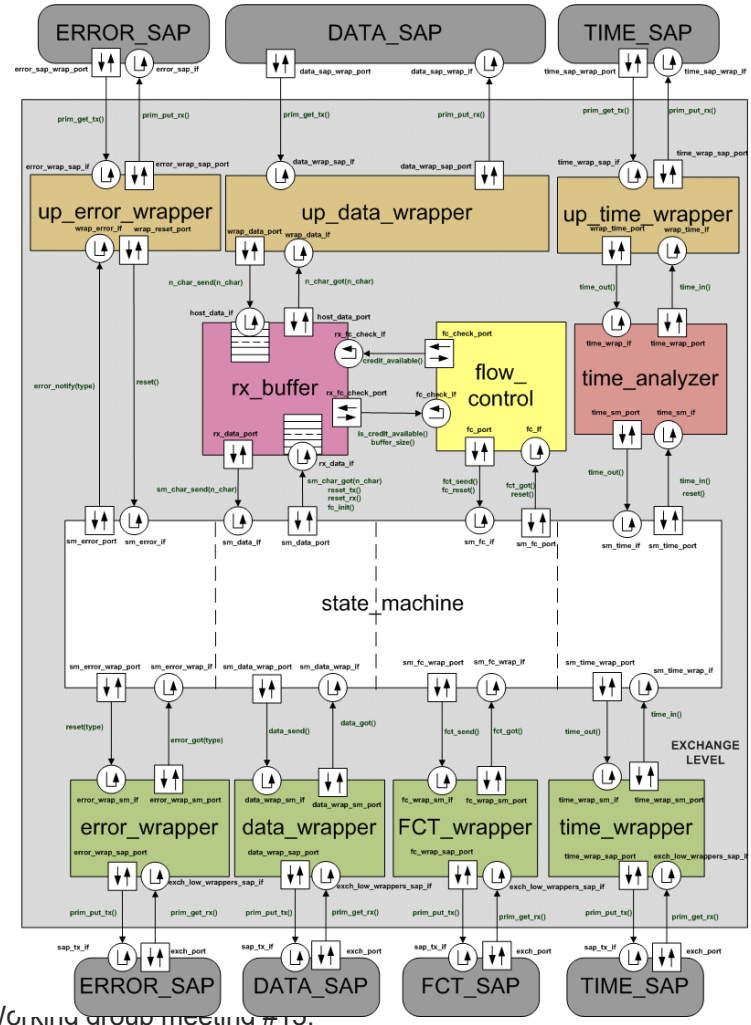 ERROR_SAP DATA_SAP TIME_SAP
error_sap_wrap_port error_sap_if data_sap_wrap_port data_sap_wrap_if time_sap_wrap_port time_sap_wrap_if
prim_get_tx() prim_put_rx() prim_get_tx() prim_put_rx() prim_get_tx() prim_put_rx()
error_wrap_sap_if error_wrap_sap_port data_wrap_sap_if data_wrap_sap_port time_wrap_sap_if time_wrap_sap_port
up_error_wrapper up_data_wrapper up_time_wrapper
wrap_error_if wrap_reset_port wrap_data_port wrap_data_if wrap_time_port wrap_time_if
n_char_send(n_char) n_char_got(n_char) time_out() time_in()
host_data_if host_data_port rx_fc_check_if fc_check_port time_wrap_if wrap_time_port
credit_available()
rx_buffer flow_
control time_analyzer
error_notify(type) reset() rx_fc_check_port fc_check_if
is_credit_available()
buffer_size()
rx_data_port rx_data_if fc_port fc_if time_sm_port time_sm_if
sm_char_send(n_char) sm_char_got(n_char)
reset_tx()
reset_rx()
fc_init()
fct_send()
fc_reset()
fct_got()
reset()
time_out() time_in()
reset()
sm_error_port sm_error_if sm_data_if sm_data_port sm_fc_if sm_fc_port sm_time_if sm_time_port
state_machine
sm_error_wrap_port sm_error_wrap_if sm_data_wrap_port sm_data_wrap_if sm_fc_wrap_port sm_fc_wrap_if sm_time_wrap_port sm_time_wrap_if
reset(type) error_got(type) data_send() data_got() fct_send() fct_got() time_out() time_in()
EXCHANGE
LEVEL
error_wrap_sm_if error_wrap_sm_port data_wrap_sm_if data_wrap_sm_port fc_wrap_sm_if fc_wrap_sm_port time_wrap_sm_if time_wrap_sm_port
error_wrapper data_wrapper FCT_wrapper time_wrapper
error_wrap_sap_port exch_low_wrappers_sap_if data_wrap_sap_port exch_low_wrappers_sap_if fc_wrap_sap_port exch_low_wrappers_sap_if time_wrap_sap_port exch_low_wrappers_sap_if
prim_put_tx() prim_get_rx() prim_put_tx() prim_get_rx() prim_put_tx() prim_get_rx() prim_put_tx() prim_get_rx()
sap_tx_if exch_port sap_tx_if exch_port sap_tx_if exch_port sap_tx_if exch_port
ERROR_SAP DATA_SAP FCT_SAP TIME_SAP